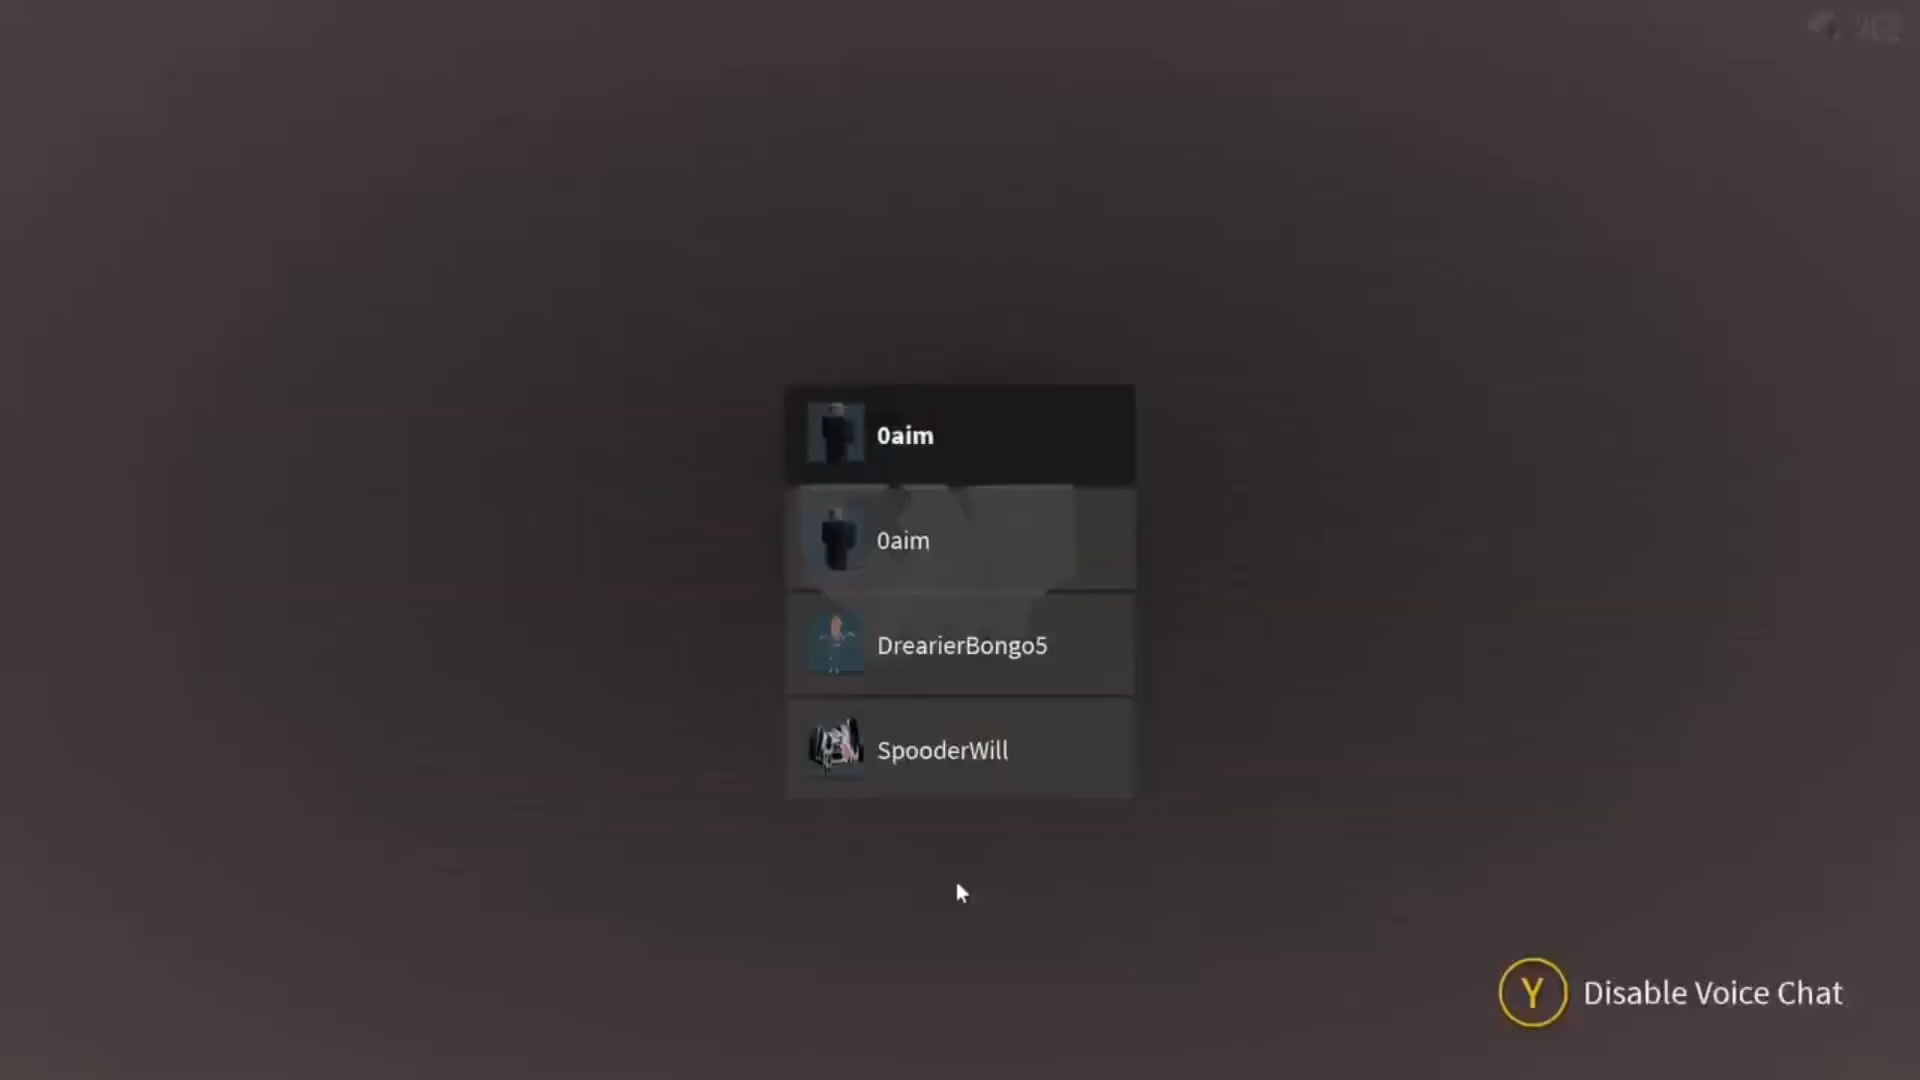 0aim
0aim
DrearierBongo5
SpooderWill
Y Disable Voice Chat